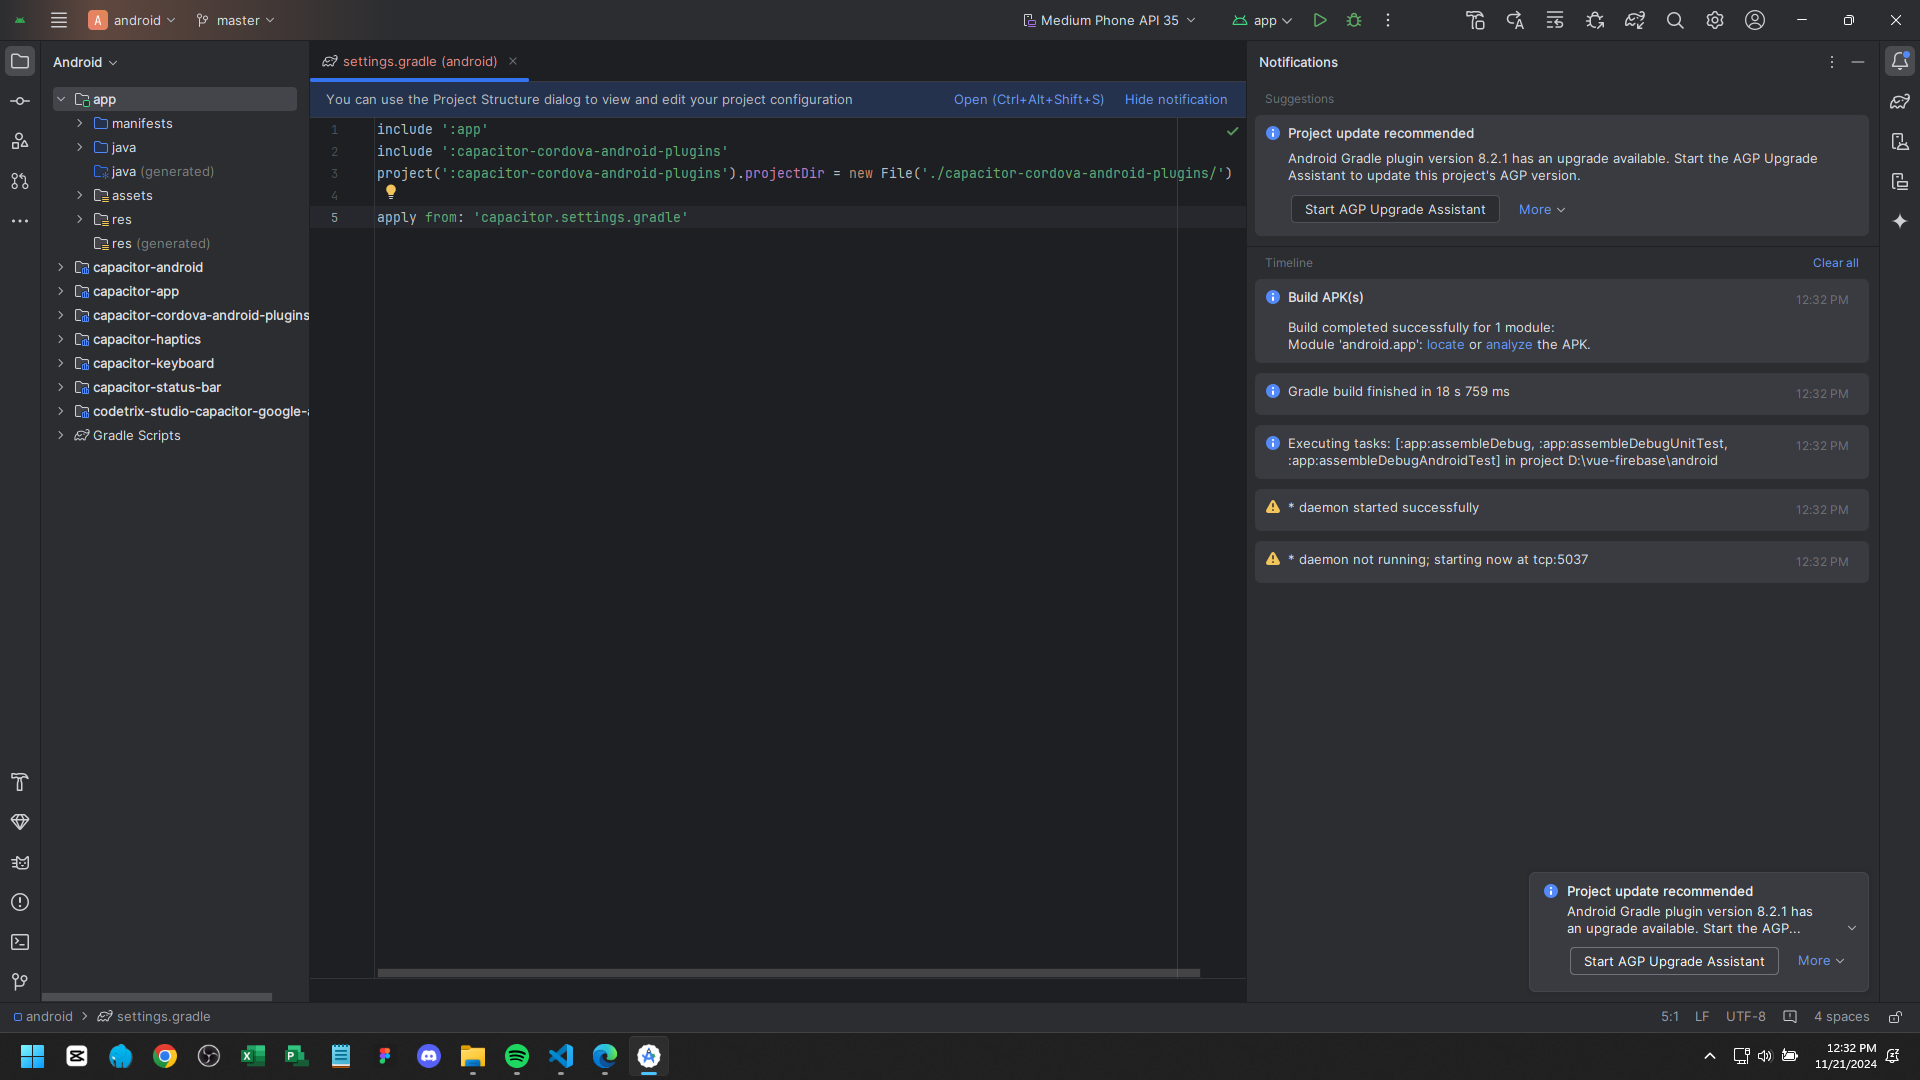 android
master
Medium Phone API 35
app
Android
app
manifests
java
java (generated)
assets
res
res (generated)
capacitor-android
capacitor-app
capacitor-cordova-android-plugins
capacitor-haptics
capacitor-keyboard
capacitor-status-bar
codetrix-studio-capacitor-google-
Gradle Scripts
settings.gradle (android)
You can use the Project Structure dialog to view and edit your project configuration
Open (Ctrl+Alt+Shift+S)
Hide notification
1 include ':app'
2 include ':capacitor-cordova-android-plugins'
3 project(':capacitor-cordova-android-plugins').projectDir = new File('./capacitor-cordova-android-plugins/')
4
5 apply from: 'capacitor.settings.gradle'
Notifications
Suggestions
Project update recommended
Android Gradle plugin version 8.2.1 has an upgrade available. Start the AGP Upgrade
Assistant to update this project's AGP version.
Start AGP Upgrade Assistant
More
Timeline
Clear all
Build APK(s)
12:32 PM
Build completed successfully for 1 module:
Module 'android.app': locate or analyze the APK.
Gradle build finished in 18 s 759 ms
12:32 PM
Executing tasks: [:app:assembleDebug, :app:assembleDebugUnitTest,
:app:assembleDebugAndroidTest] in project D:\vue-firebase\android
12:32 PM
* daemon started successfully
12:32 PM
* daemon not running; starting now at tcp:5037
12:32 PM
Project update recommended
Android Gradle plugin version 8.2.1 has
an upgrade available. Start the AGP...
Start AGP Upgrade Assistant
More
android
settings.gradle
5:1
LF
UTF-8
4 spaces
12:32 PM
11/21/2024